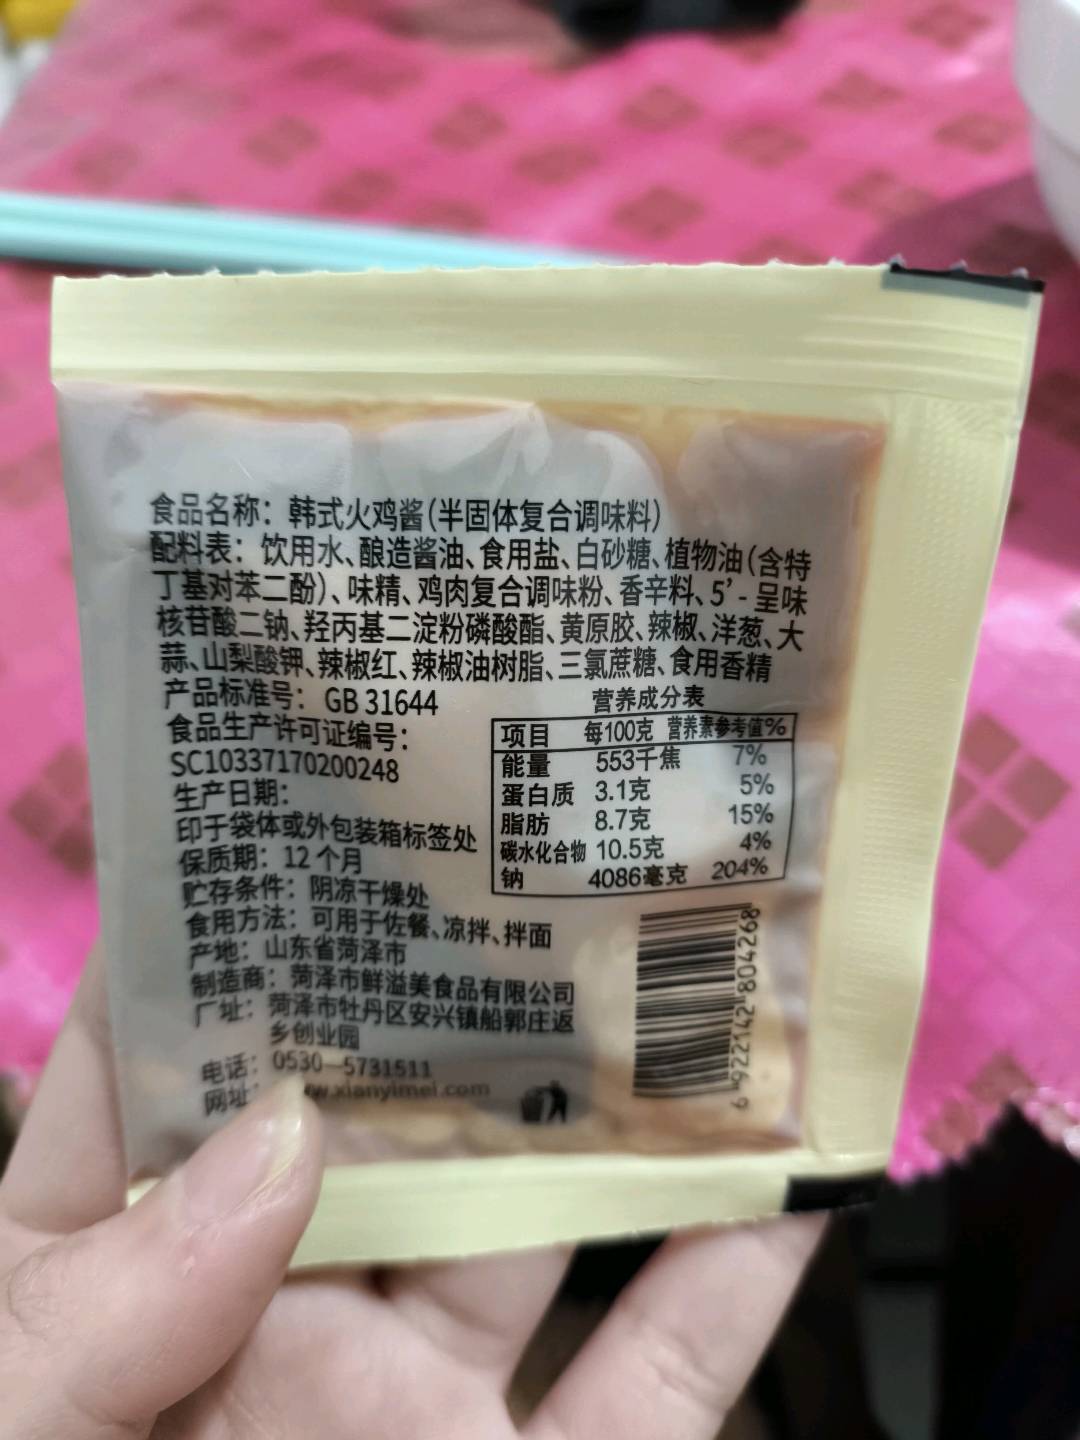 食品名称：韩式火鸡酱(半固体复合调味料)
配料表：饮用水、酿造酱油、食用盐、白砂糖、植物油(含特
丁基对苯二酚)、味精、鸡肉复合调味粉、香辛料、5'-呈味
核苷酸二钠、羟丙基二淀粉磷酸酯、黄原胶、辣椒、洋葱、大
蒜、山梨酸钾、辣椒红、辣椒油树脂、三氯蔗糖、食用香精
产品标准号：GB 31644
食品生产许可证编号：
SC10337170200248
生产日期：
印于袋体或外包装箱标签处
保质期：12个月
贮存条件：阴凉干燥处
食用方法：可用于佐餐、凉拌、拌面
产地：山东省菏泽市
制造商：菏泽市鲜溢美食品有限公司
厂址：菏泽市牡丹区安兴镇船郭庄返
乡创业园
电话：0530—5731511
网址： w.xianyimei.com
营养成分表
项目 每100克 营养素参考值%
能量 553千焦 7%
蛋白质 3.1克 5%
脂肪 8.7克 15%
碳水化合物 10.5克 4%
钠 4086毫克 204%
6 922142 804268